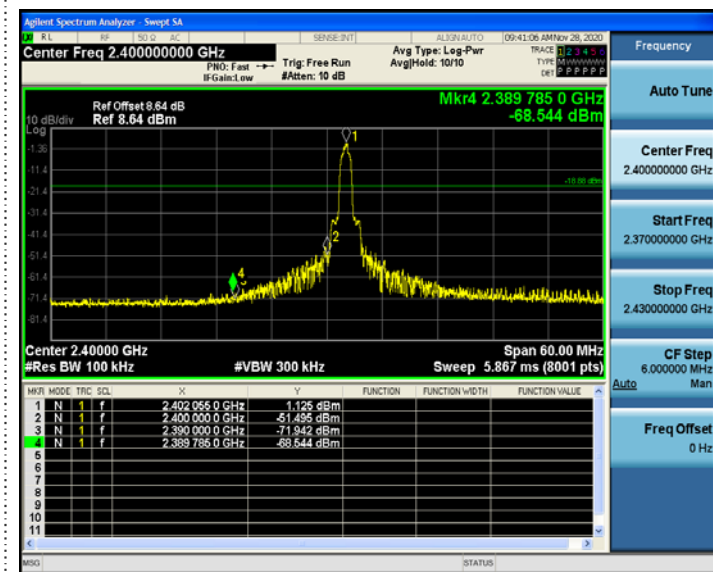 Agilent Spectrum Analyzer - Swept SA
RL RF 50 Ω AC SENSE:INT ALIGN AUTO 09:41:06 AM Nov 28, 2020
Center Freq 2.400000000 GHz
PNO: Fast
IFGain:Low
Trig: Free Run
#Atten: 10 dB
Avg Type: Log-Pwr
Avg|Hold: 10/10
TRACE 1 2 3 4 5 6
TYPE MWWWWW
DET P P P P P P
Ref Offset 8.64 dB
10 dB/div Ref 8.64 dBm
Log
Mkr4 2.389 785 0 GHz
-68.544 dBm
-1.36
-11.4
-21.4
-31.4
-41.4
-51.4
-61.4
-71.4
-81.4
1
2
4
-18.88 dBm
Center 2.40000 GHz Span 60.00 MHz
#Res BW 100 kHz #VBW 300 kHz Sweep 5.867 ms (8001 pts)
MKR MODE TRC SCL X Y FUNCTION FUNCTION WIDTH FUNCTION VALUE
1 N 1 f 2.402 055 0 GHz 1.125 dBm
2 N 1 f 2.400 000 0 GHz -51.495 dBm
3 N 1 f 2.390 000 0 GHz -71.942 dBm
4 N 1 f 2.389 785 0 GHz -68.544 dBm
5
6
7
8
9
10
11
MSG STATUS
Frequency
Auto Tune
Center Freq
2.400000000 GHz
Start Freq
2.370000000 GHz
Stop Freq
2.430000000 GHz
CF Step
6.000000 MHz
Auto Man
Freq Offset
0 Hz